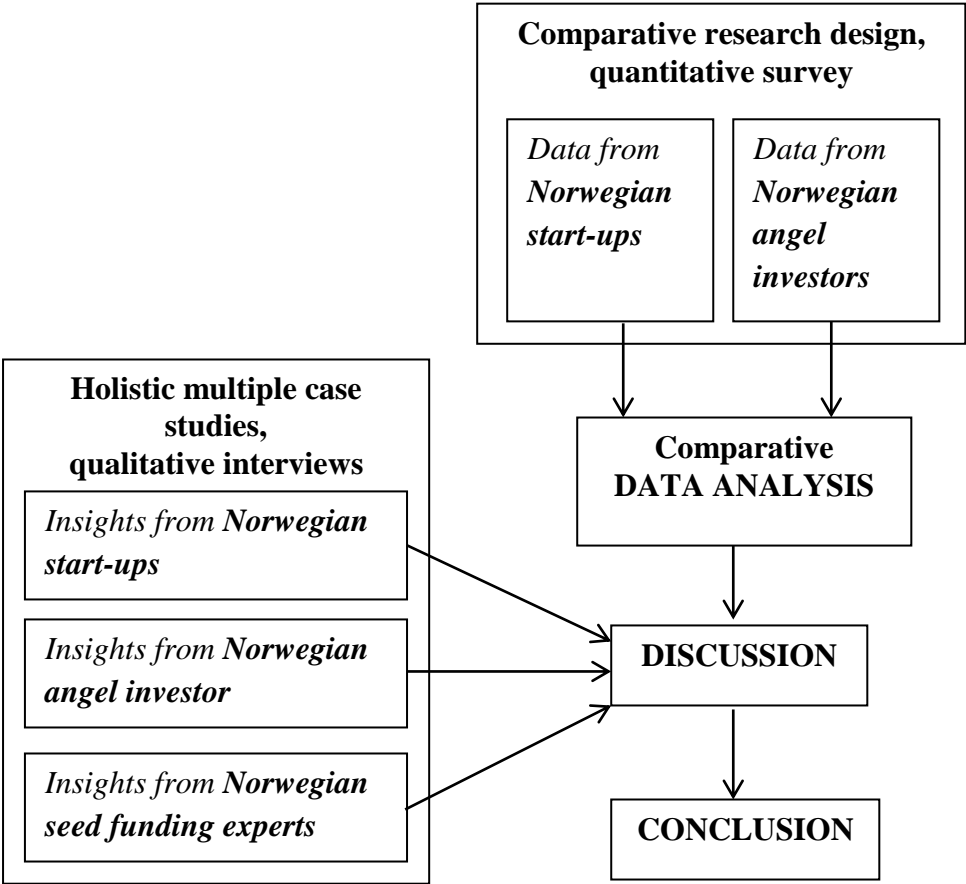 Comparative research design,
quantitative survey
Data from
Norwegian
start-ups
Data from
Norwegian
angel
investors
Holistic multiple case
studies,
qualitative interviews
Insights from Norwegian
start-ups
Insights from Norwegian
angel investor
Insights from Norwegian
seed funding experts
Comparative
DATA ANALYSIS
DISCUSSION
CONCLUSION